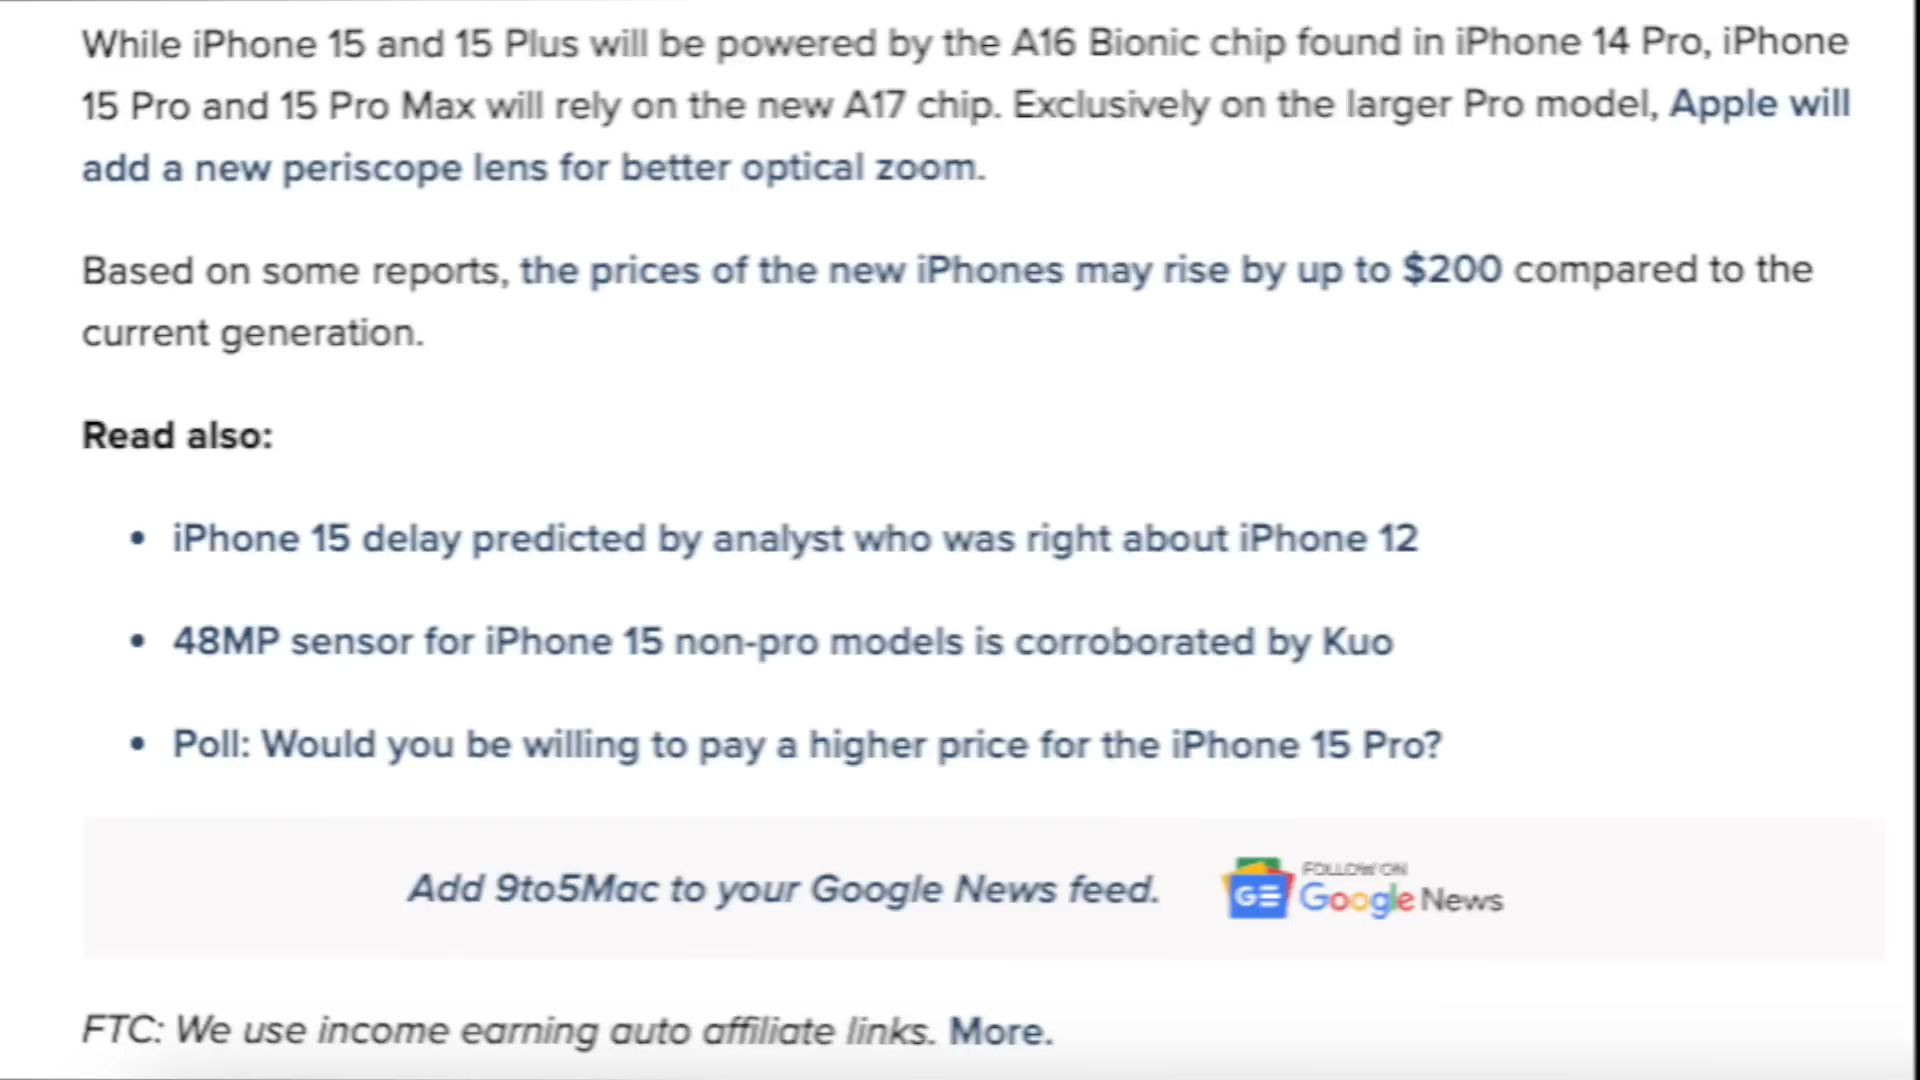 While iPhone 15 and 15 Plus will be powered by the A16 Bionic chip found in iPhone 14 Pro, iPhone
15 Pro and 15 Pro Max will rely on the new A17 chip. Exclusively on the larger Pro model, Apple will
add a new periscope lens for better optical zoom.
Based on some reports, the prices of the new iPhones may rise by up to $200 compared to the
current generation.
Read also:
• iPhone 15 delay predicted by analyst who was right about iPhone 12
• 48MP sensor for iPhone 15 non-pro models is corroborated by Kuo
• Poll: Would you be willing to pay a higher price for the iPhone 15 Pro?
Add 9to5Mac to your Google News feed.
FOLLOW ON
Google News
FTC: We use income earning auto affiliate links. More.